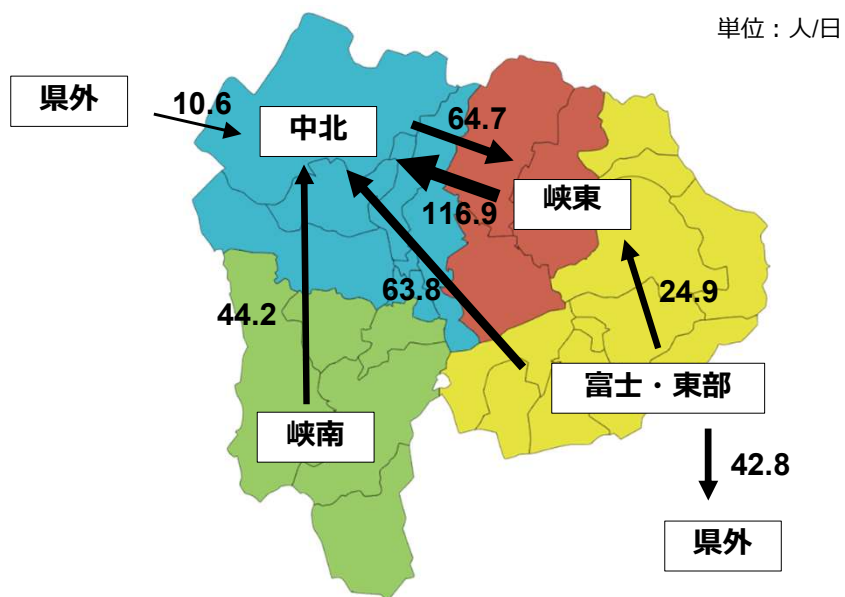 単位：人/日
県外
10.6
中北
64.7
116.9
峡東
44.2
63.8
24.9
富士・東部
峡南
42.8
県外